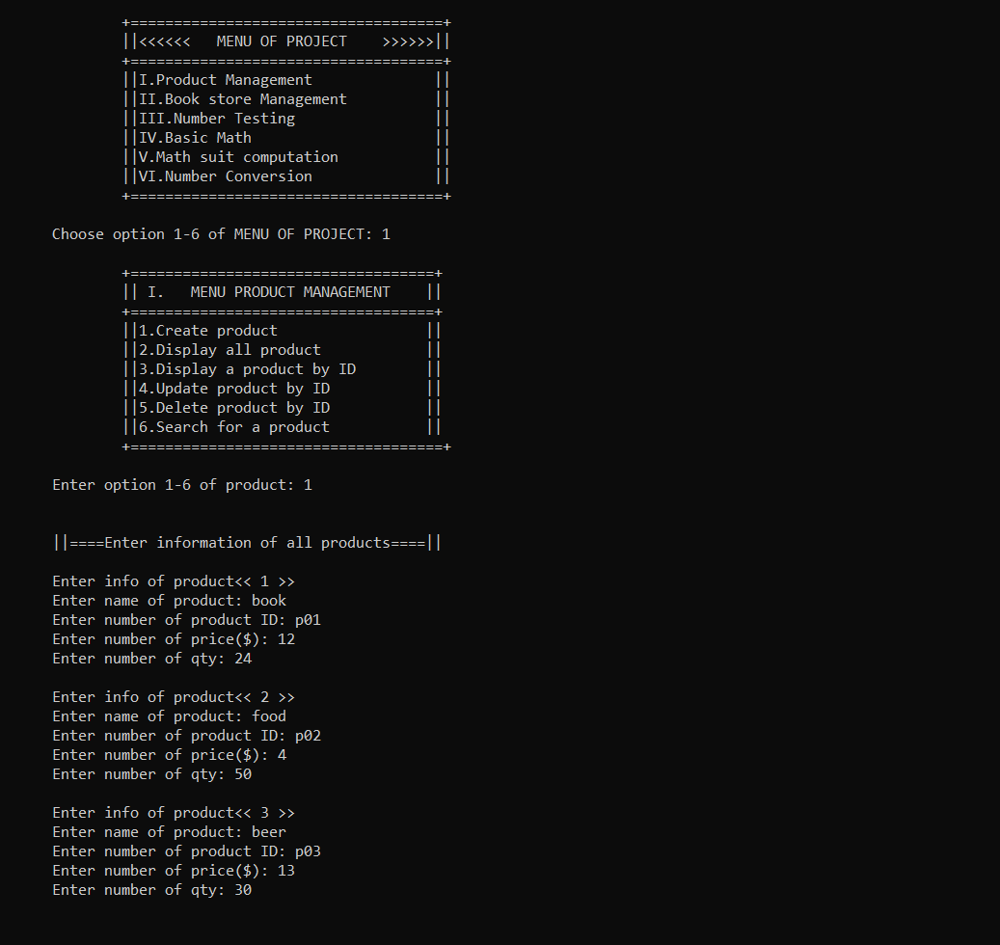 +====================================+
||<<<<<<   MENU OF PROJECT    >>>>>>||
+====================================+
||I.Product Management              ||
||II.Book store Management          ||
||III.Number Testing                ||
||IV.Basic Math                     ||
||V.Math suit computation           ||
||VI.Number Conversion              ||
+====================================+
Choose option 1-6 of MENU OF PROJECT: 1
+===================================+
|| I.   MENU PRODUCT MANAGEMENT    ||
+===================================+
||1.Create product                 ||
||2.Display all product            ||
||3.Display a product by ID        ||
||4.Update product by ID           ||
||5.Delete product by ID           ||
||6.Search for a product           ||
+====================================+
Enter option 1-6 of product: 1
||====Enter information of all products====||
Enter info of product<< 1 >>
Enter name of product: book
Enter number of product ID: p01
Enter number of price($): 12
Enter number of qty: 24
Enter info of product<< 2 >>
Enter name of product: food
Enter number of product ID: p02
Enter number of price($): 4
Enter number of qty: 50
Enter info of product<< 3 >>
Enter name of product: beer
Enter number of product ID: p03
Enter number of price($): 13
Enter number of qty: 30